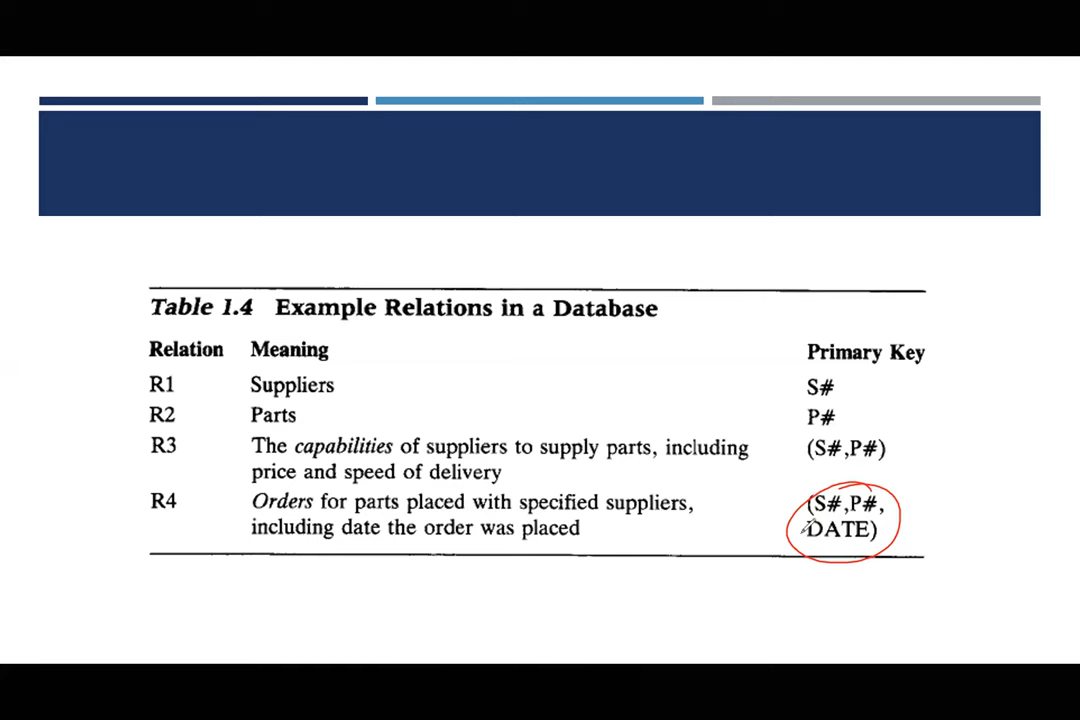 Table 1.4 Example Relations in a Database
Relation Meaning Primary Key
R1 Suppliers S#
R2 Parts P#
R3 The capabilities of suppliers to supply parts, including (S#,P#)
price and speed of delivery
R4 Orders for parts placed with specified suppliers, (S#,P#,
including date the order was placed DATE)